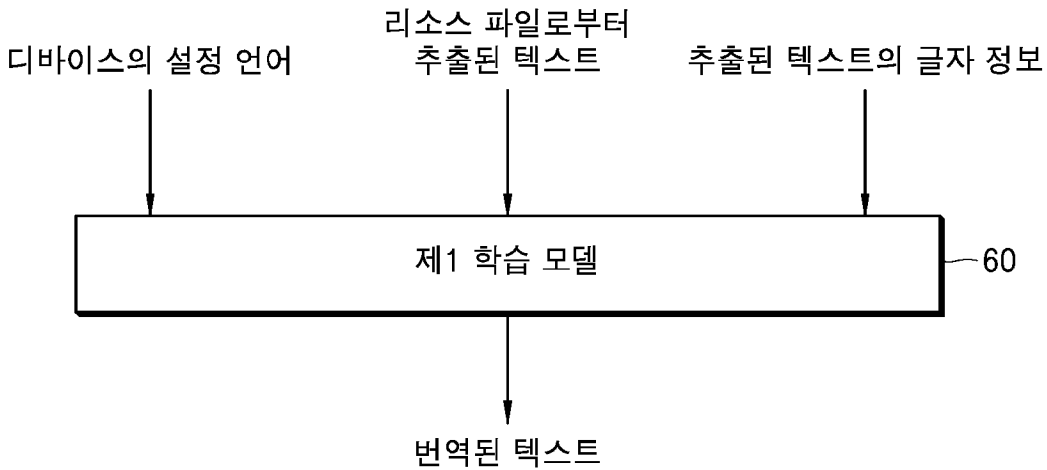 디바이스의 설정 언어
리소스 파일로부터
추출된 텍스트
추출된 텍스트의 글자 정보
제1 학습 모델
60
번역된 텍스트